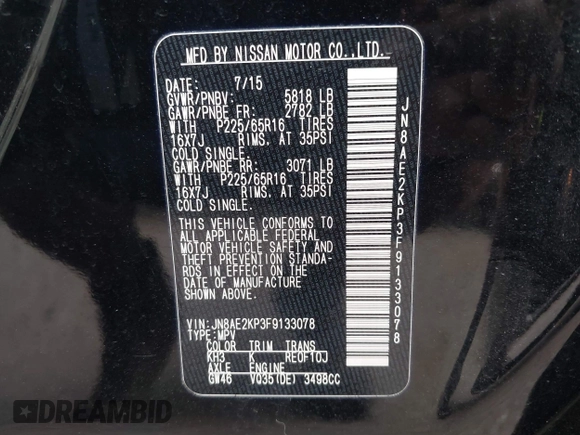 MFD BY NISSAN MOTOR CO.,LTD.
DATE: 7/15
GVWR/PNBV: 5818 LB
GAWR/PNBE FR: 2782 LB
WITH P225/65R16 TIRES
16X7J RIMS. AT 35PSI
COLD SINGLE.
GAWR/PNBE RR: 3071 LB
WITH P225/65R16 TIRES
16X7J RIMS. AT 35PSI
COLD SINGLE.
THIS VEHICLE CONFORMS TO
ALL APPLICABLE FEDERAL
MOTOR VEHICLE SAFETY AND
THEFT PREVENTION STANDA-
RDS IN EFFECT ON THE
DATE OF MANUFACTURE
SHOWN ABOVE.
VIN:JN8AE2KP3F9133078
TYPE:MPV
COLOR TRIM TRANS
KH3 K RE0F10J
AXLE ENGINE
GW46 VQ35(DE) 3498CC
JN8AE2KP3F9133078
DREAMBID